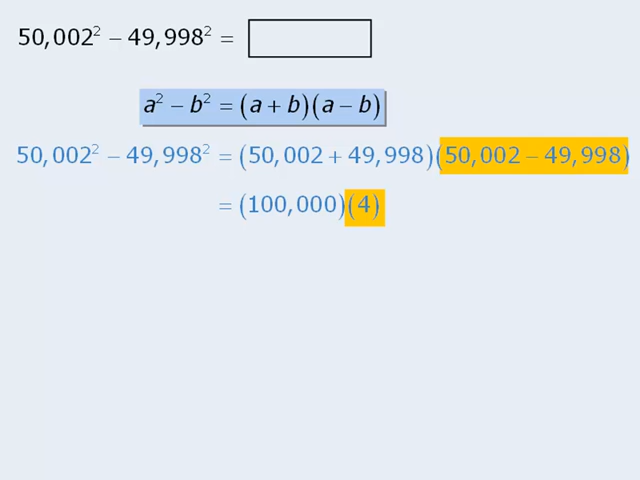 50,002² − 49,998² =
a² − b² = (a + b)(a − b)
50,002² − 49,998² = (50,002 + 49,998)(50,002 − 49,998)
= (100,000)(4)